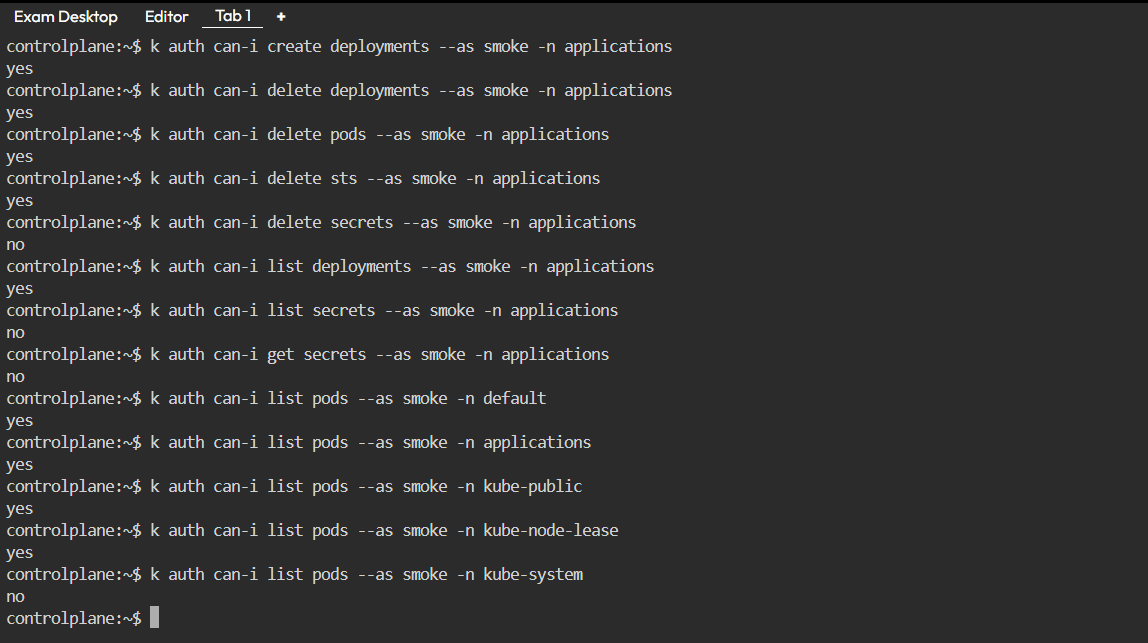 Exam Desktop Editor Tab 1 +
controlplane:~$ k auth can-i create deployments --as smoke -n applications
yes
controlplane:~$ k auth can-i delete deployments --as smoke -n applications
yes
controlplane:~$ k auth can-i delete pods --as smoke -n applications
yes
controlplane:~$ k auth can-i delete sts --as smoke -n applications
yes
controlplane:~$ k auth can-i delete secrets --as smoke -n applications
no
controlplane:~$ k auth can-i list deployments --as smoke -n applications
yes
controlplane:~$ k auth can-i list secrets --as smoke -n applications
no
controlplane:~$ k auth can-i get secrets --as smoke -n applications
no
controlplane:~$ k auth can-i list pods --as smoke -n default
yes
controlplane:~$ k auth can-i list pods --as smoke -n applications
yes
controlplane:~$ k auth can-i list pods --as smoke -n kube-public
yes
controlplane:~$ k auth can-i list pods --as smoke -n kube-node-lease
yes
controlplane:~$ k auth can-i list pods --as smoke -n kube-system
no
controlplane:~$